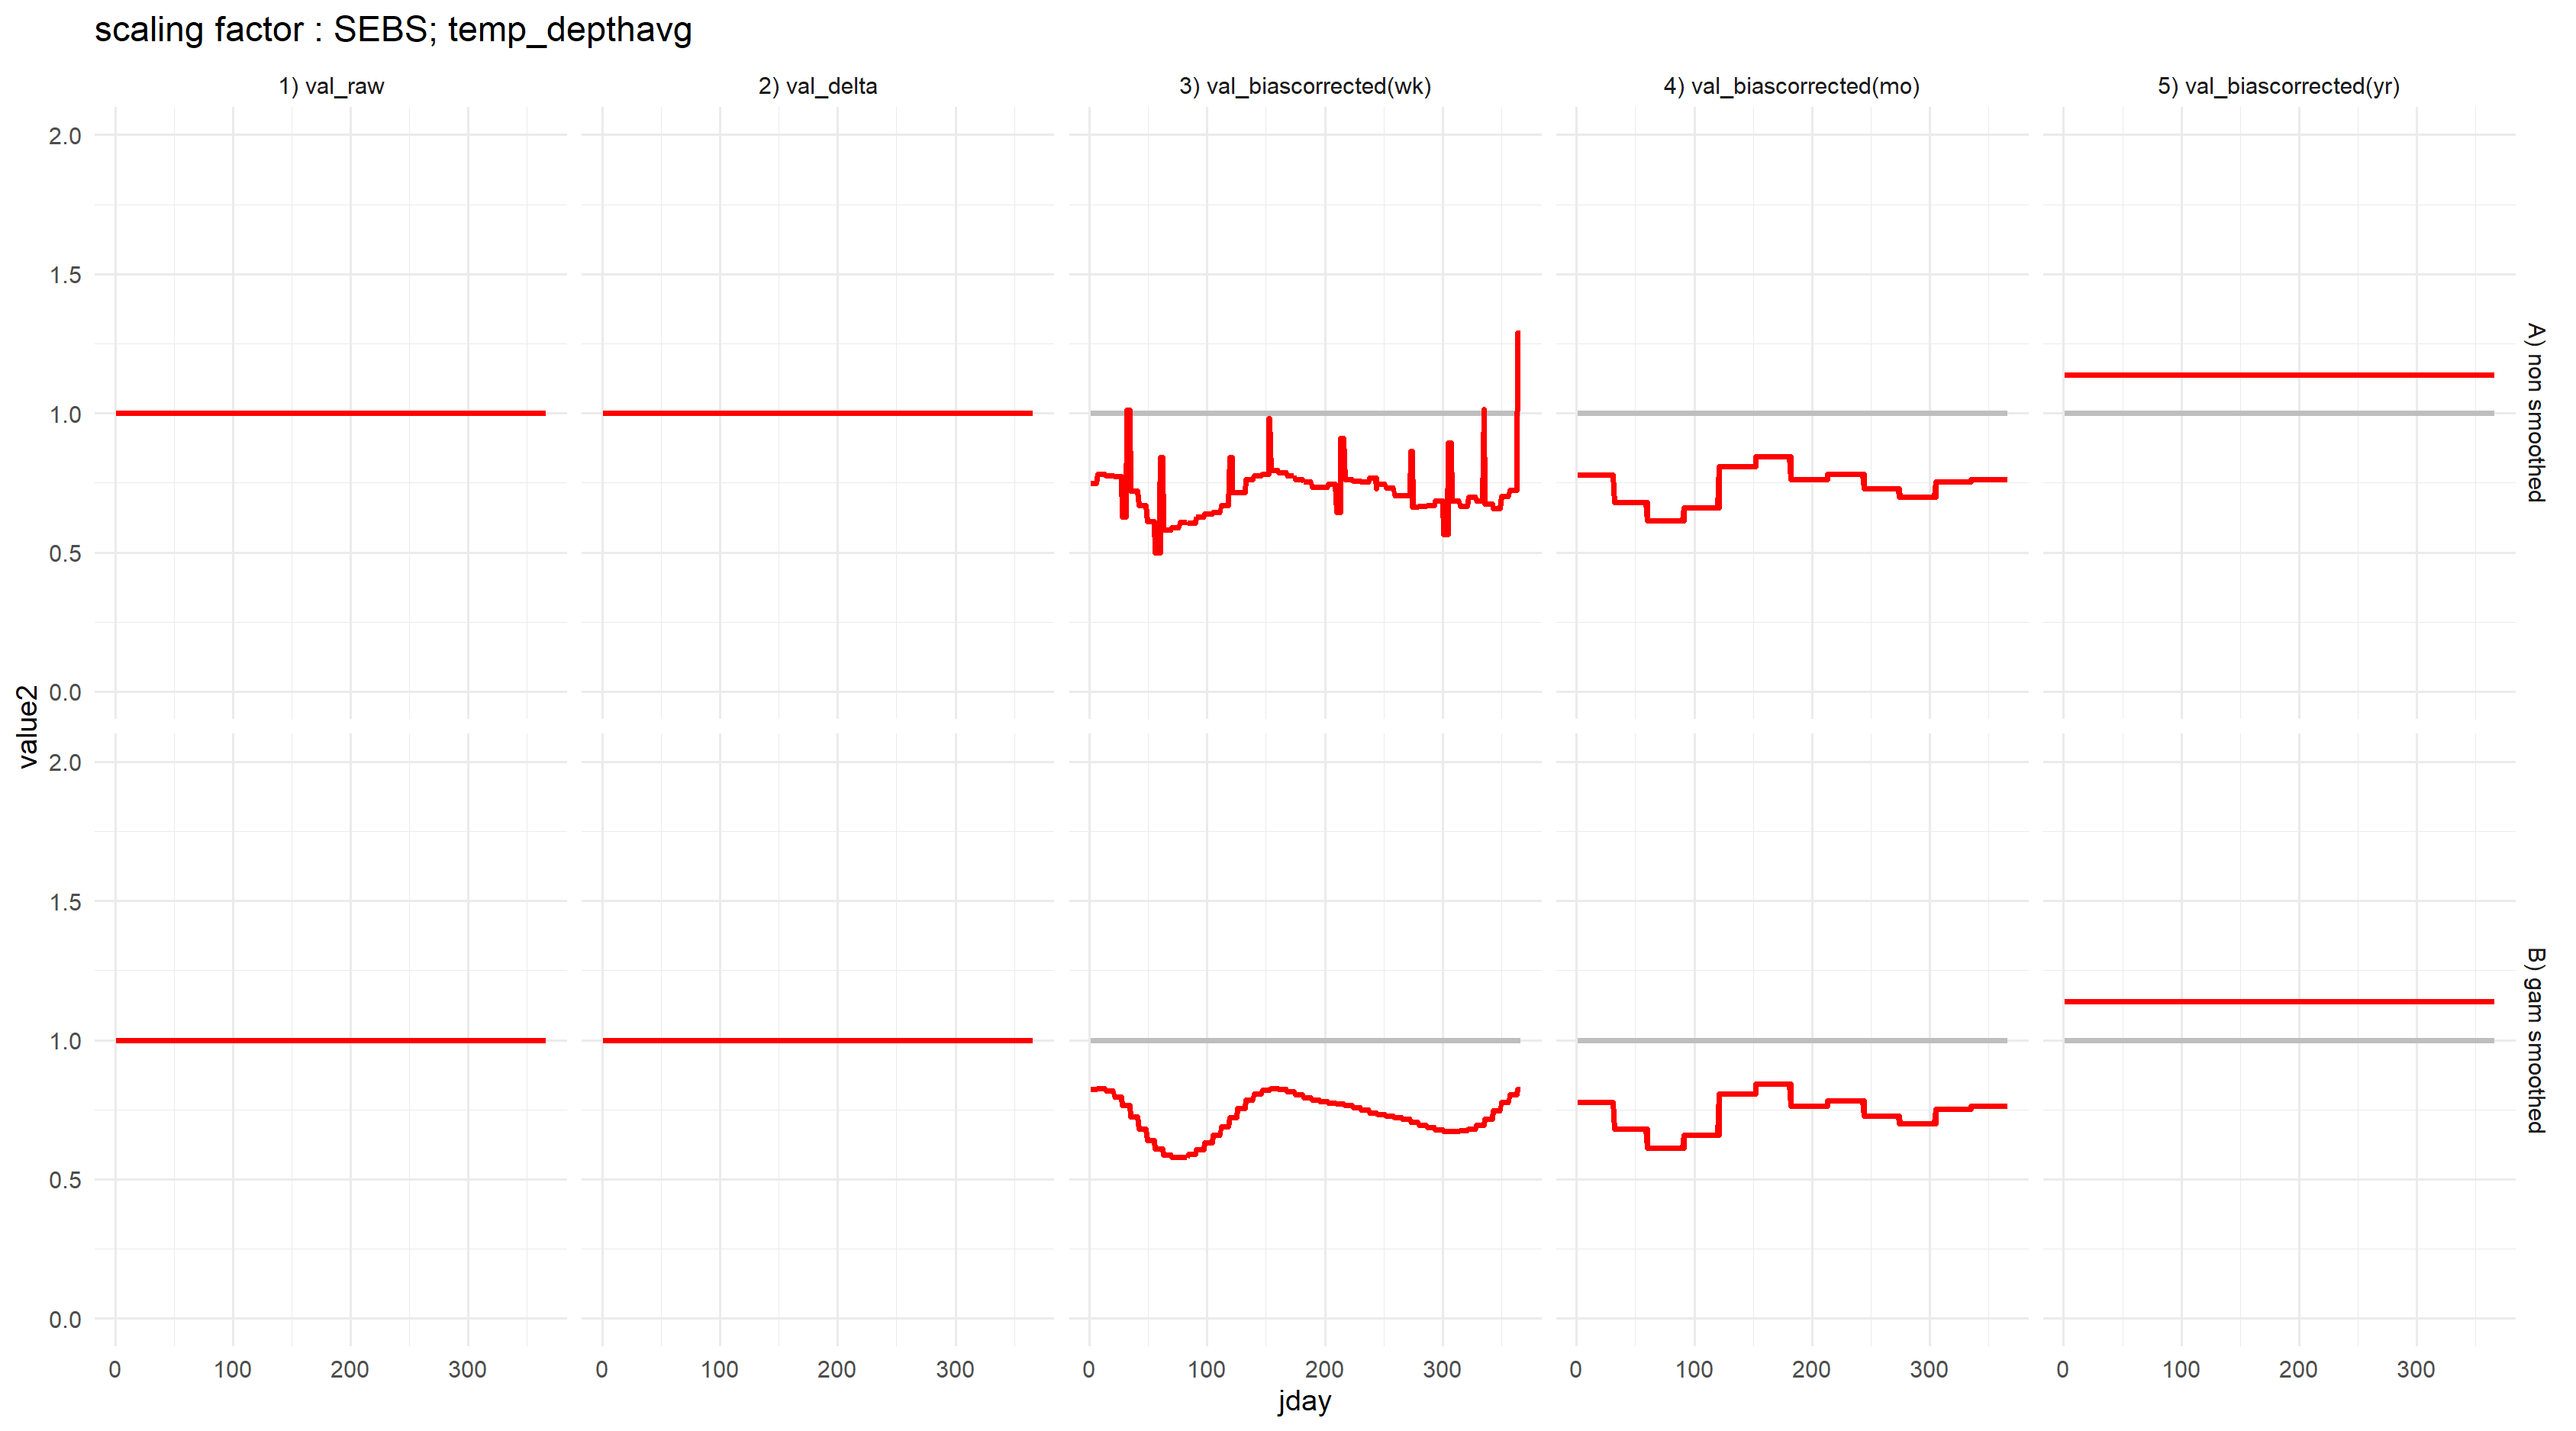 scaling factor : SEBS; temp_depthavg
1) val_raw
2) val_delta
3) val_biascorrected(wk)
4) val_biascorrected(mo)
5) val_biascorrected(yr)
2.0
1.5
1.0
0.5
0.0
A) non smoothed
value2
2.0
1.5
1.0
0.5
0.0
B) gam smoothed
0 100 200 300
0 100 200 300
0 100 200 300
0 100 200 300
0 100 200 300
jday